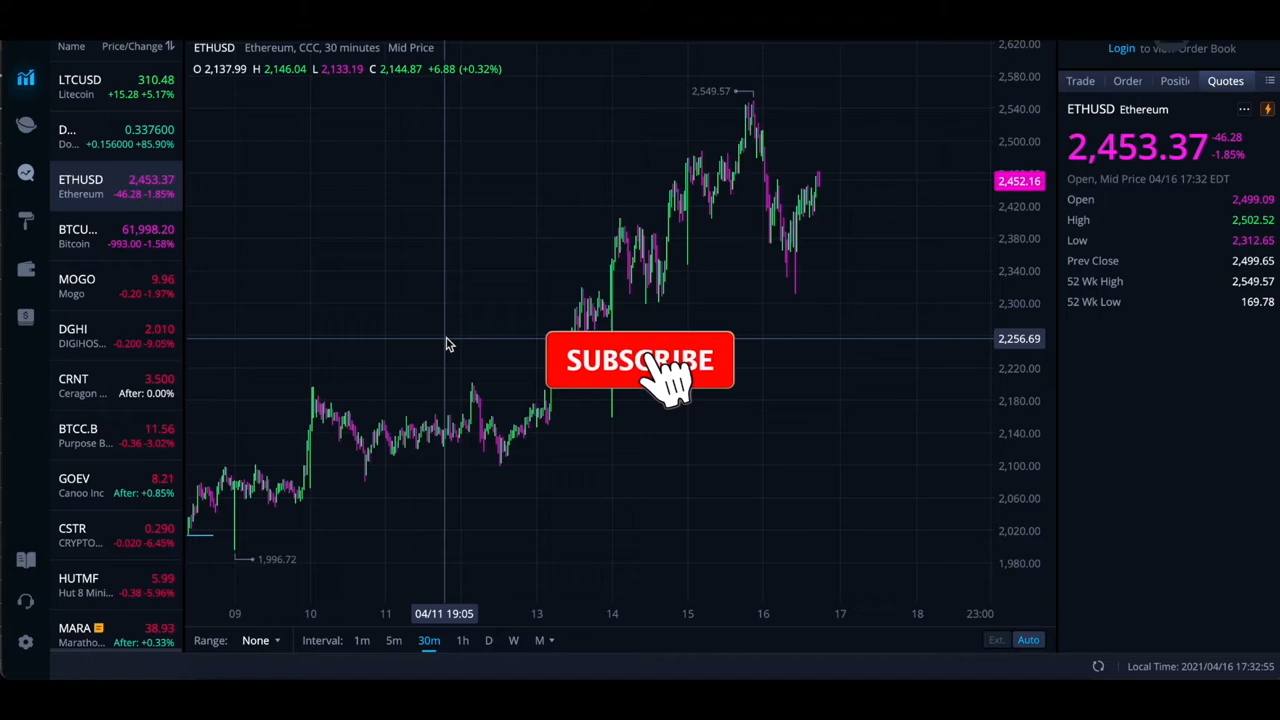 Name Price/Change
LTCUSD 310.48
Litecoin +15.28 +5.17%
D... 0.337600
Do... +0.156000 +85.90%
ETHUSD 2,453.37
Ethereum -46.28 -1.85%
BTCU... 61,998.20
Bitcoin -993.00 -1.58%
MOGO 9.96
Mogo -0.20 -1.97%
DGHI 2.010
DIGIHOS... -0.200 -9.05%
CRNT 3.500
Ceragon ... After: 0.00%
BTCC.B 11.56
Purpose B... -0.36 -3.02%
GOEV 8.21
Canoo Inc After: +0.85%
CSTR 0.290
CRYPTO... -0.020 -6.45%
HUTMF 5.99
Hut 8 Mini... -0.38 -5.96%
MARA 38.93
Maratho... After: +0.33%
ETHUSD Ethereum, CCC, 30 minutes Mid Price
O 2,137.99 H 2,146.04 L 2,133.19 C 2,144.87 +6.88 (+0.32%)
2,549.57
1,996.72
SUBSCRIBE
2,620.00
2,580.00
2,540.00
2,500.00
2,452.16
2,420.00
2,380.00
2,340.00
2,300.00
2,256.69
2,220.00
2,180.00
2,140.00
2,100.00
2,060.00
2,020.00
1,980.00
09 10 11 04/11 19:05 13 14 15 16 17 18 23:00
Range: None Interval: 1m 5m 30m 1h D W M Ext. Auto
Login to view Order Book
Trade Order Positi Quotes
ETHUSD Ethereum
2,453.37 -46.28
-1.85%
Open, Mid Price 04/16 17:32 EDT
Open 2,499.09
High 2,502.52
Low 2,312.65
Prev Close 2,499.65
52 Wk High 2,549.57
52 Wk Low 169.78
Local Time: 2021/04/16 17:32:55